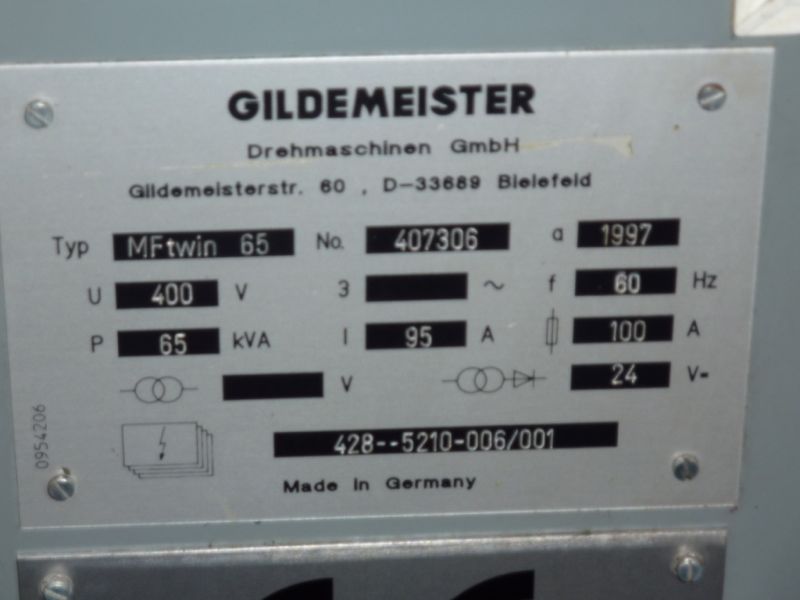 GILDEMEISTER
Drehmaschinen GmbH
Gildemeisterstr. 60 , D-33689 Bielefeld
Typ MFtwin 65 No. 407306 a 1997
U 400 V 3 ~ f 60 Hz
P 65 kVA I 95 A 100 A
V 24 V=
428--5210-006/001
0954206
Made in Germany